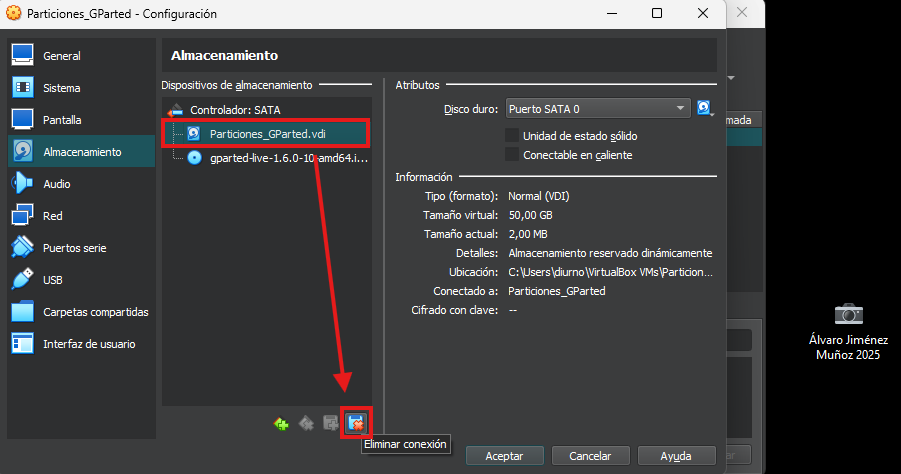 Particiones_GParted - Configuración
General
Sistema
Pantalla
Almacenamiento
Audio
Red
Puertos serie
USB
Carpetas compartidas
Interfaz de usuario
Almacenamiento
Dispositivos de almacenamiento
Controlador: SATA
Particiones_GParted.vdi
gparted-live-1.6.0-10-amd64.i...
Eliminar conexión
Atributos
Disco duro: Puerto SATA 0
Unidad de estado sólido
Conectable en caliente
Información
Tipo (formato): Normal (VDI)
Tamaño virtual: 50,00 GB
Tamaño actual: 2,00 MB
Detalles: Almacenamiento reservado dinámicamente
Ubicación: C:\Users\diurno\VirtualBox VMs\Particion...
Conectado a: Particiones_GParted
Cifrado con clave: --
Aceptar
Cancelar
Ayuda
mada
ar
Álvaro Jiménez
Muñoz 2025